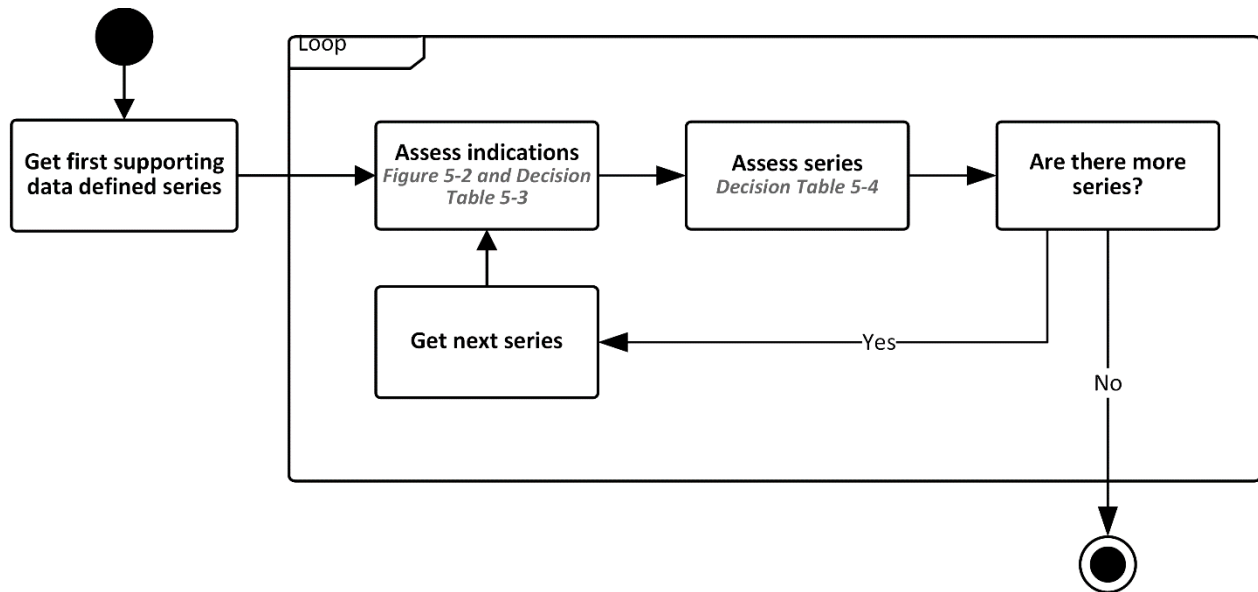 Loop
Get first supporting
data defined series
Assess indications
Figure 5-2 and Decision
Table 5-3
Assess series
Decision Table 5-4
Are there more
series?
Get next series
Yes
No